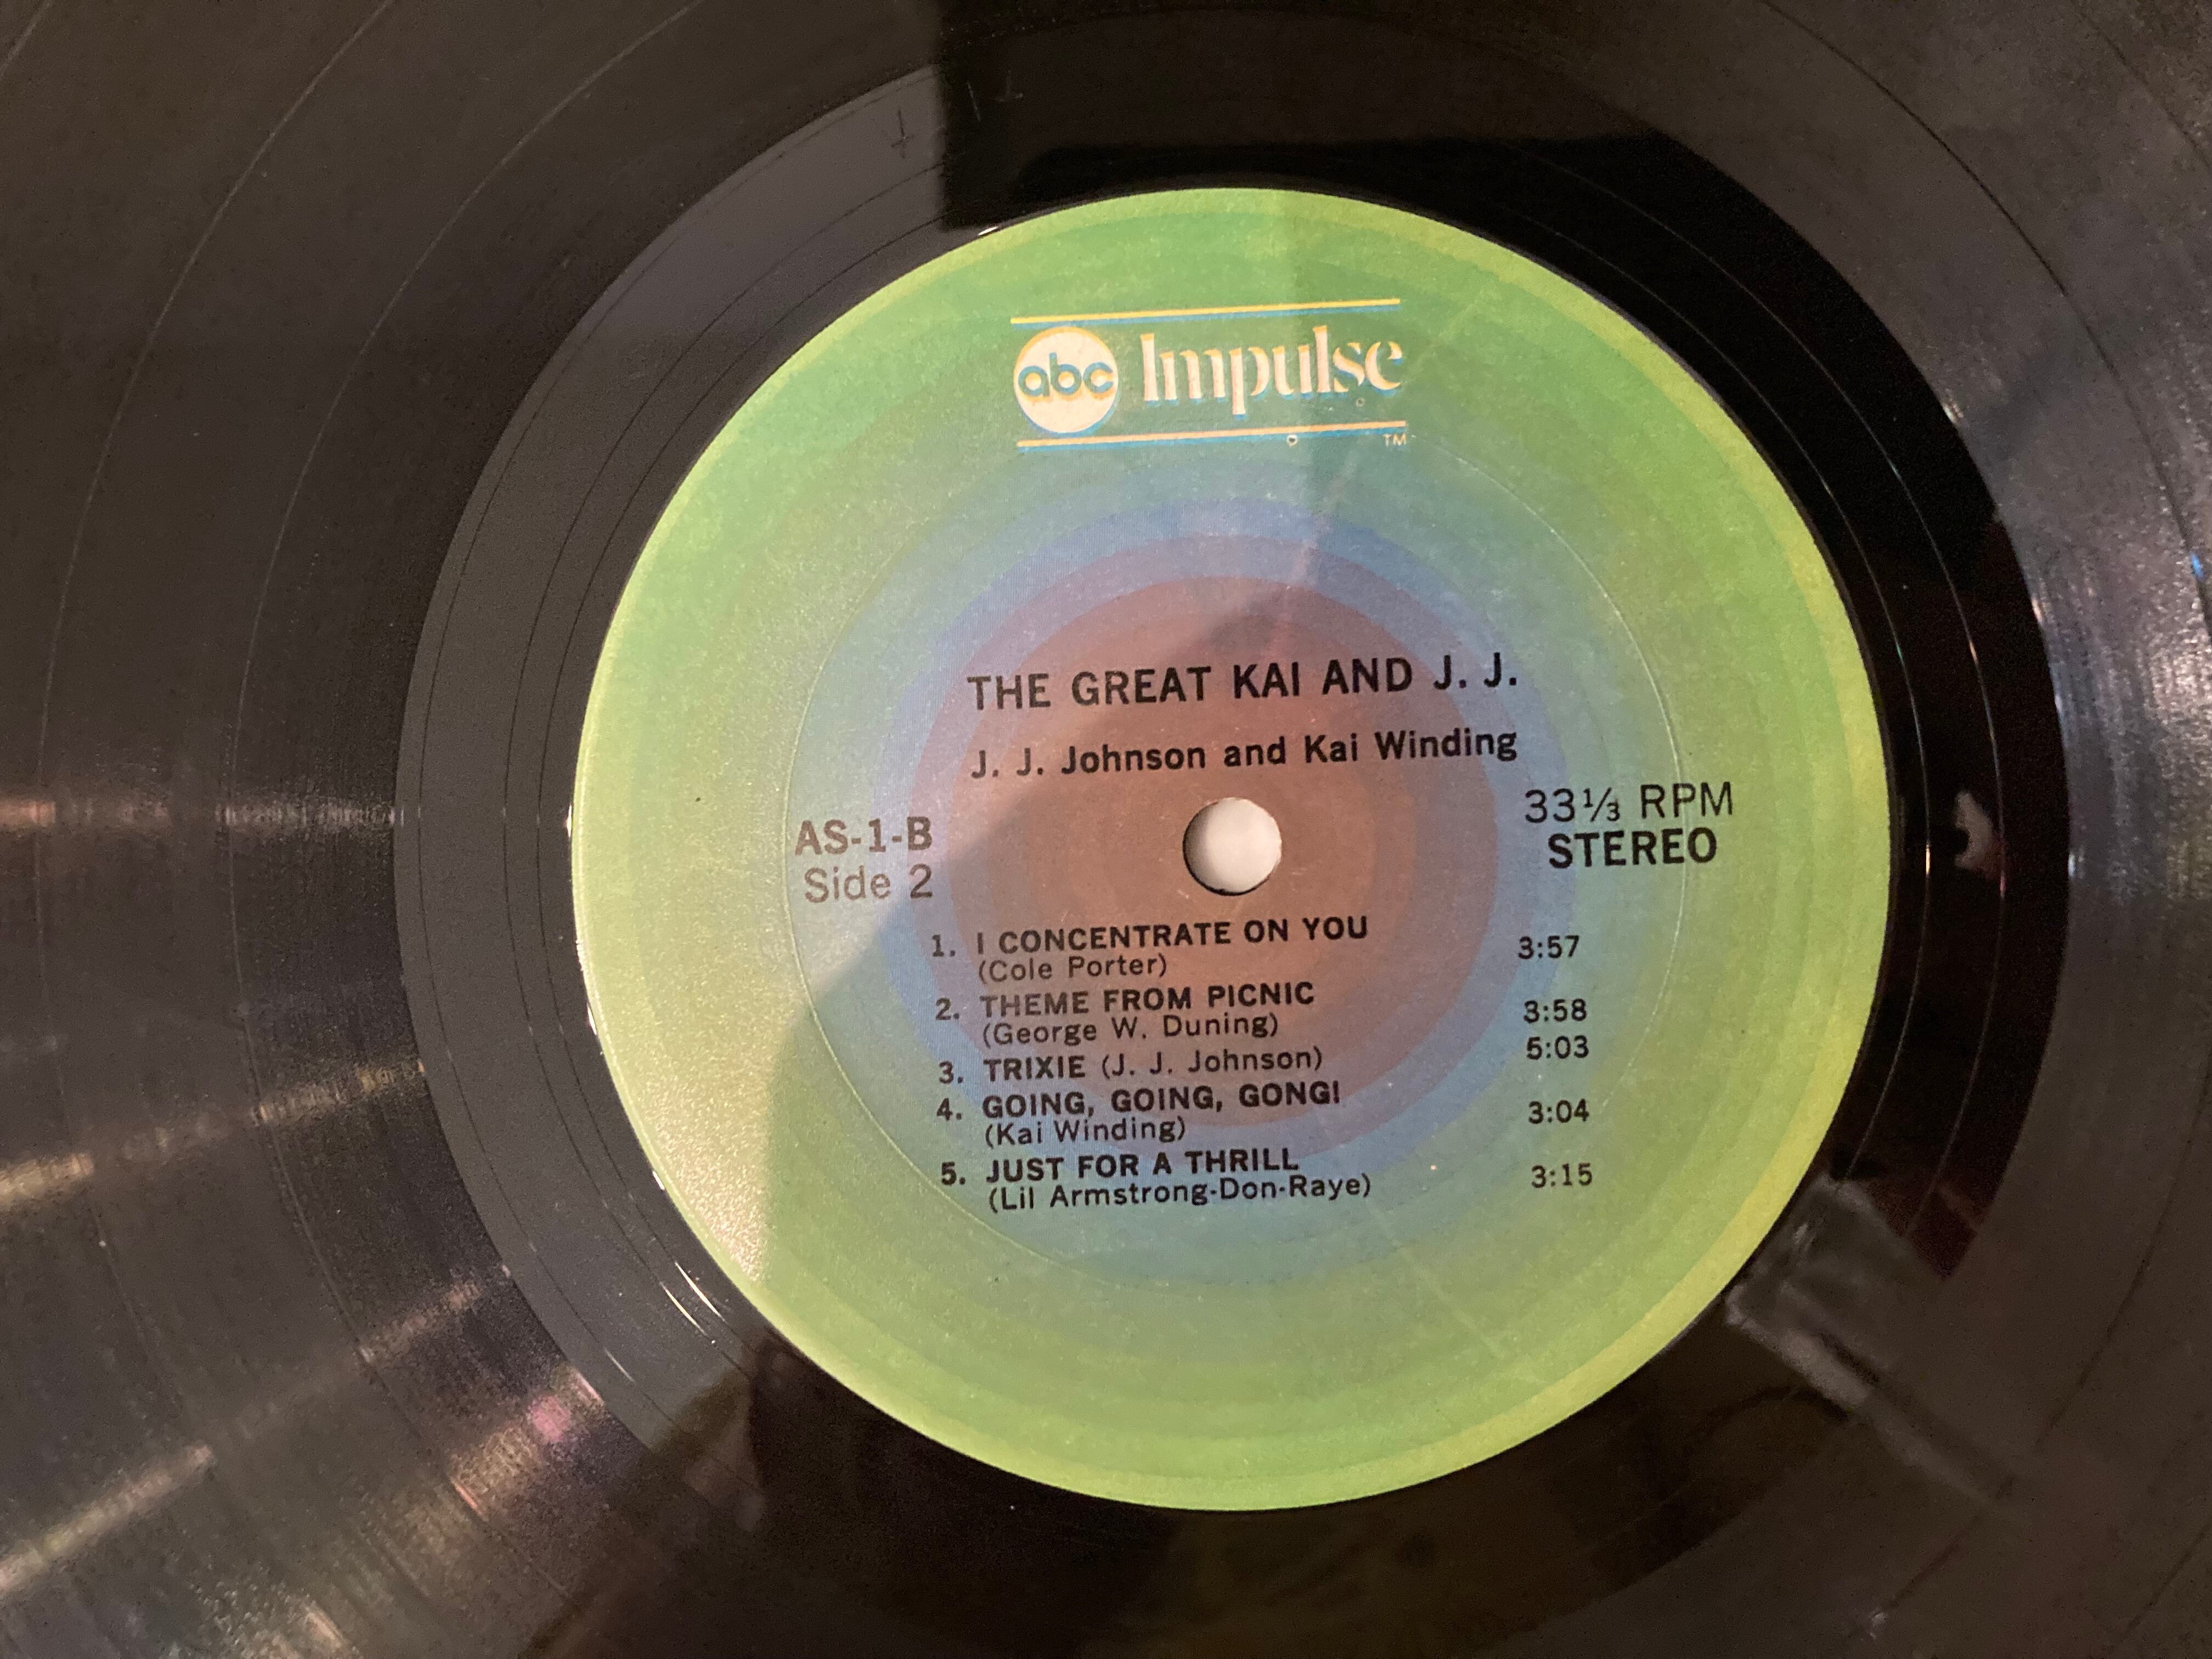 abc Impulse
TM
THE GREAT KAI AND J. J.
J. J. Johnson and Kai Winding
AS-1-B
Side 2
33⅓ RPM
STEREO
1. I CONCENTRATE ON YOU 3:57
(Cole Porter)
2. THEME FROM PICNIC 3:58
(George W. Duning)
3. TRIXIE (J. J. Johnson) 5:03
4. GOING, GOING, GONG! 3:04
(Kai Winding)
5. JUST FOR A THRILL 3:15
(Lil Armstrong-Don-Raye)